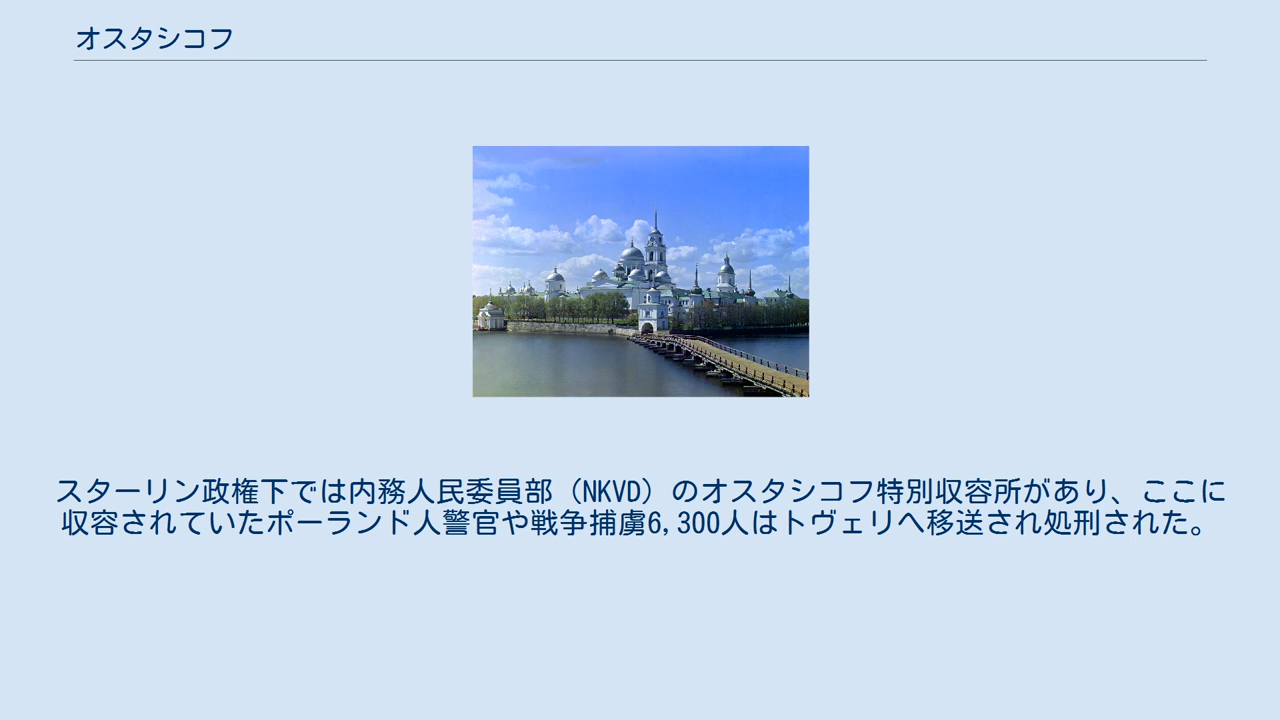 オスタシコフ
スターリン政権下では内務人民委員部（NKVD）のオスタシコフ特別収容所があり、ここに
収容されていたポーランド人警官や戦争捕虜6,300人はトヴェリへ移送され処刑された。